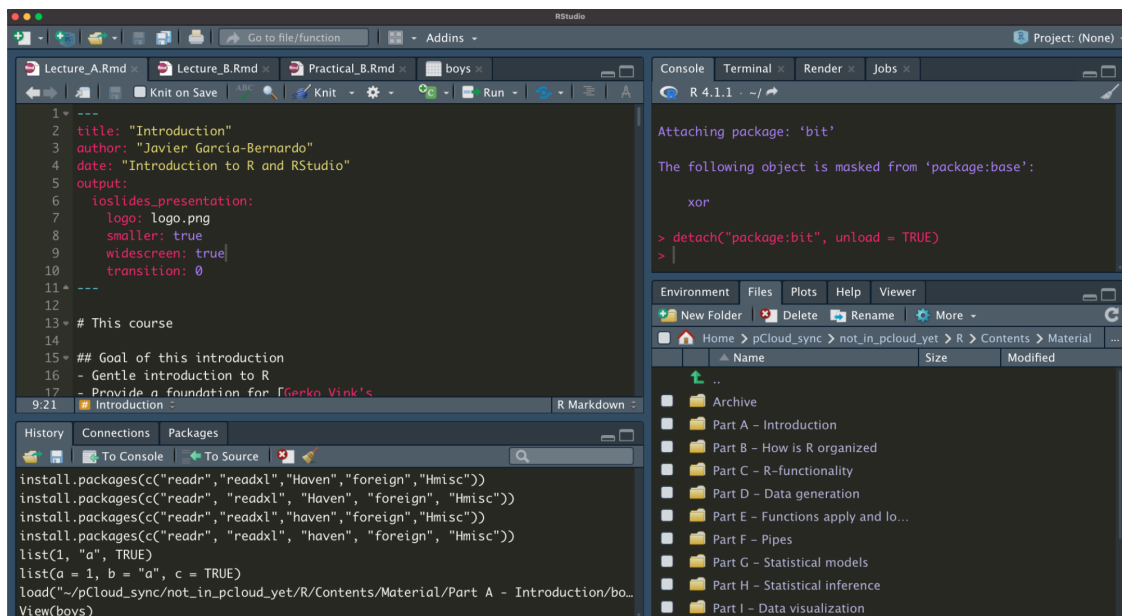 RStudio
Go to file/function
Addins
Project: (None)
Lecture_A.Rmd
Lecture_B.Rmd
Practical_B.Rmd
boys
Knit on Save
ABC
Knit
Run
1 ---
2 title: "Introduction"
3 author: "Javier García-Bernardo"
4 date: "Introduction to R and RStudio"
5 output:
6 ioslides_presentation:
7 logo: logo.png
8 smaller: true
9 widescreen: true
10 transition: 0
11 ---
12
13 # This course
14
15 ## Goal of this introduction
16 - Gentle introduction to R
17 - Provide a foundation for [Gerko Vink's
9:21 # Introduction R Markdown
History Connections Packages
To Console To Source
install.packages(c("readr","readxl","Haven","foreign","Hmisc"))
install.packages(c("readr", "readxl", "Haven", "foreign", "Hmisc"))
install.packages(c("readr","readxl","haven","foreign","Hmisc"))
install.packages(c("readr", "readxl", "haven", "foreign", "Hmisc"))
list(1, "a", TRUE)
list(a = 1, b = "a", c = TRUE)
load("~/pCloud_sync/not_in_pcloud_yet/R/Contents/Material/Part A - Introduction/bo…
View(boys)
Console Terminal Render Jobs
R 4.1.1 · ~/
Attaching package: ‘bit’
The following object is masked from ‘package:base’:
xor
> detach("package:bit", unload = TRUE)
>
Environment Files Plots Help Viewer
New Folder Delete Rename More
Home > pCloud_sync > not_in_pcloud_yet > R > Contents > Material ...
Name Size Modified
..
Archive
Part A - Introduction
Part B - How is R organized
Part C - R-functionality
Part D - Data generation
Part E - Functions apply and lo...
Part F - Pipes
Part G - Statistical models
Part H - Statistical inference
Part I - Data visualization